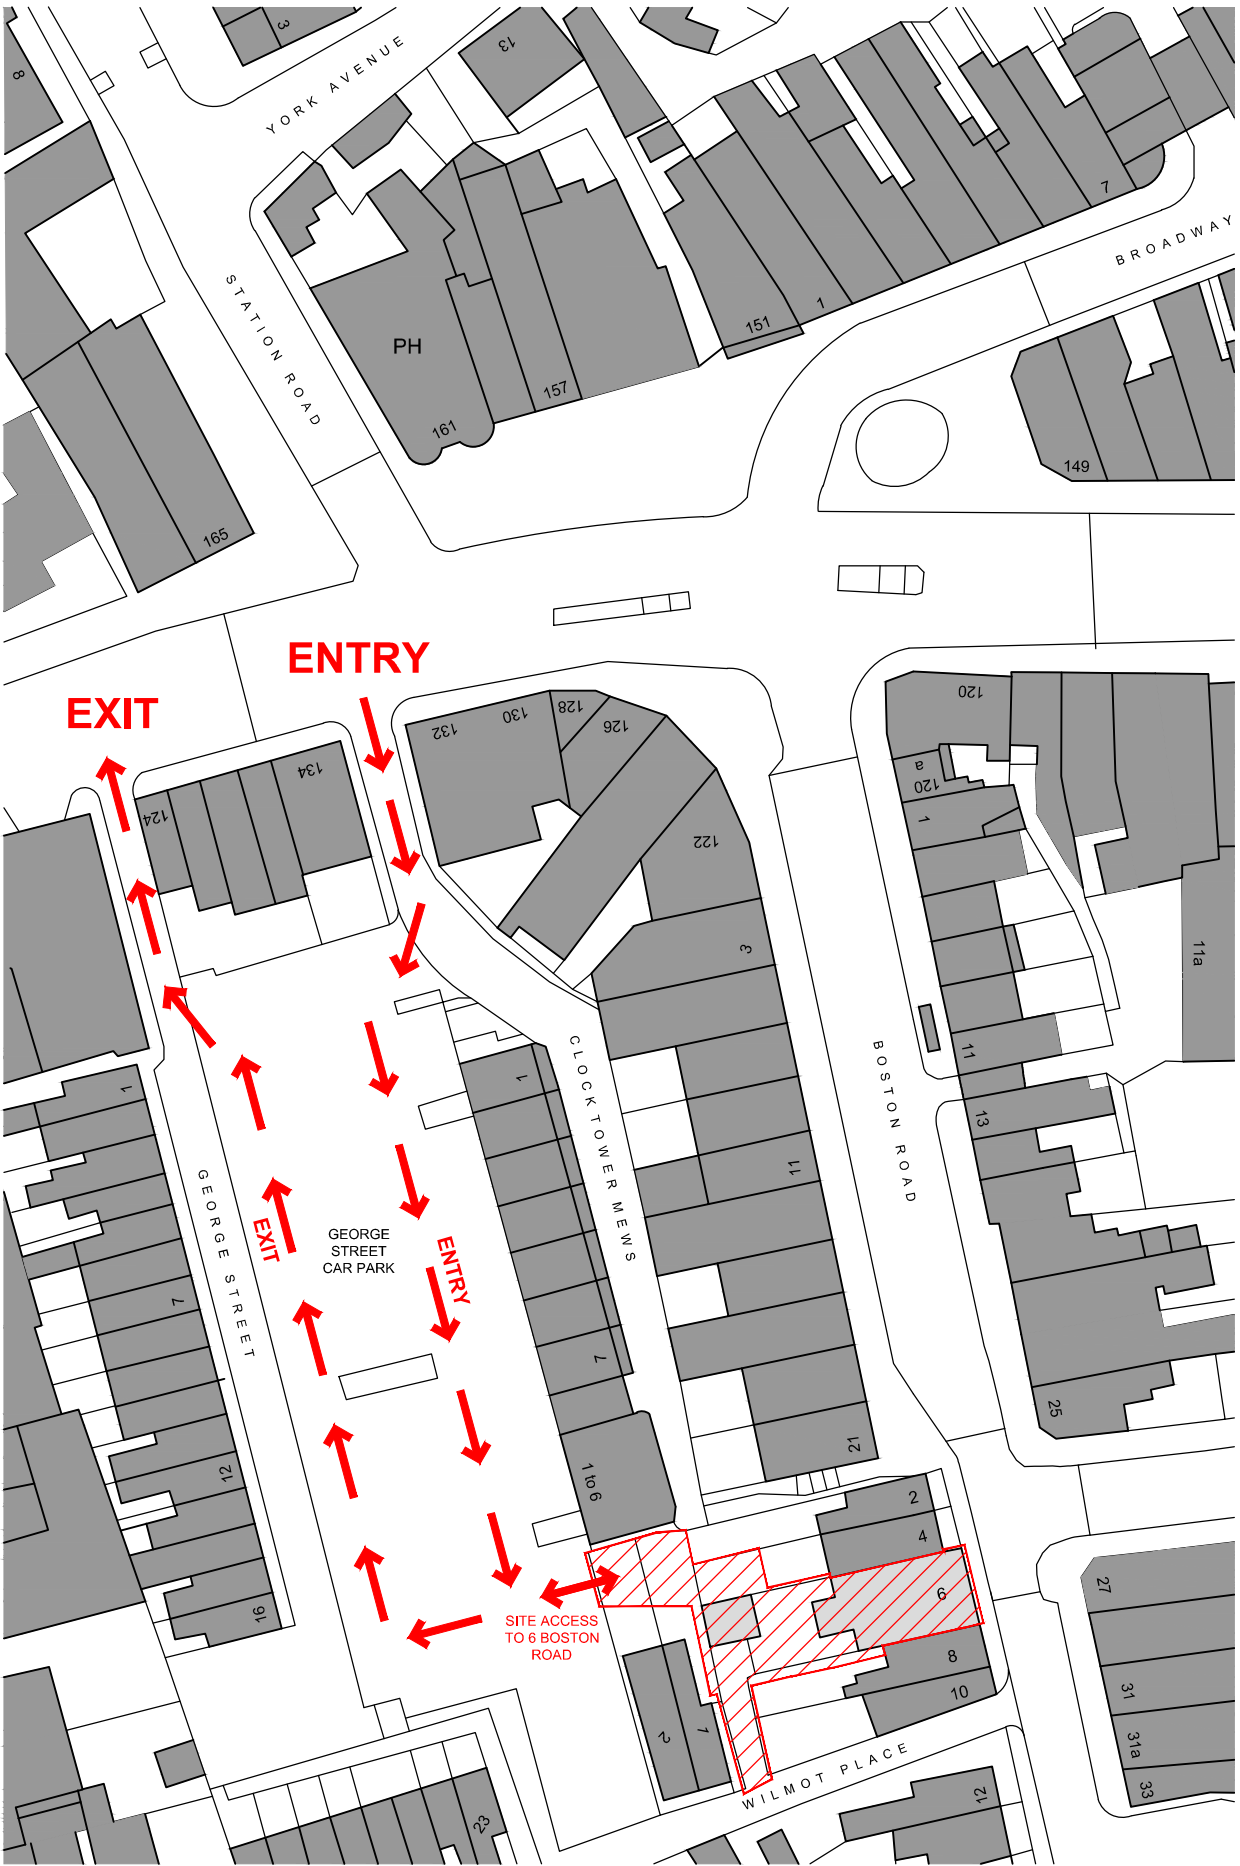 8
3
YORK AVENUE
13
7
BROADWAY
STATION ROAD
PH
1
151
157
161
149
165
ENTRY
EXIT
132
130
128
126
134
124
122
120
120
a
1
3
11a
11
13
CLOCKTOWER MEWS
BOSTON ROAD
1
1
11
GEORGE STREET
EXIT
GEORGE
STREET
CAR PARK
ENTRY
7
7
12
16
1 to 6
21
25
2
4
6
8
10
27
31
31a
33
SITE ACCESS
TO 6 BOSTON
ROAD
2
1
WILMOT PLACE
12
23